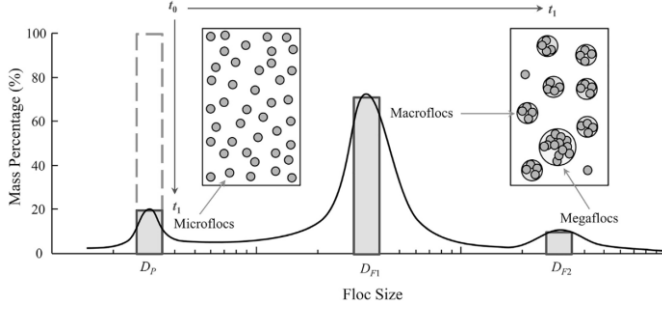 t0
t1
100
80
60
40
20
0
Mass Percentage (%)
t1
Microflocs
Macroflocs
Megaflocs
DP
DF1
DF2
Floc Size